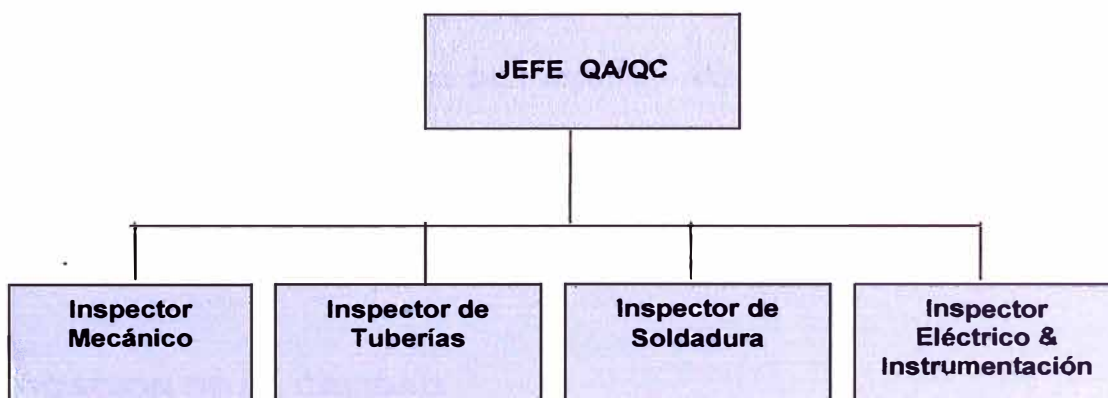 JEFE QA/QC
Inspector
Mecánico
Inspector de
Tuberías
Inspector de
Soldadura
Inspector
Eléctrico &
Instrumentación